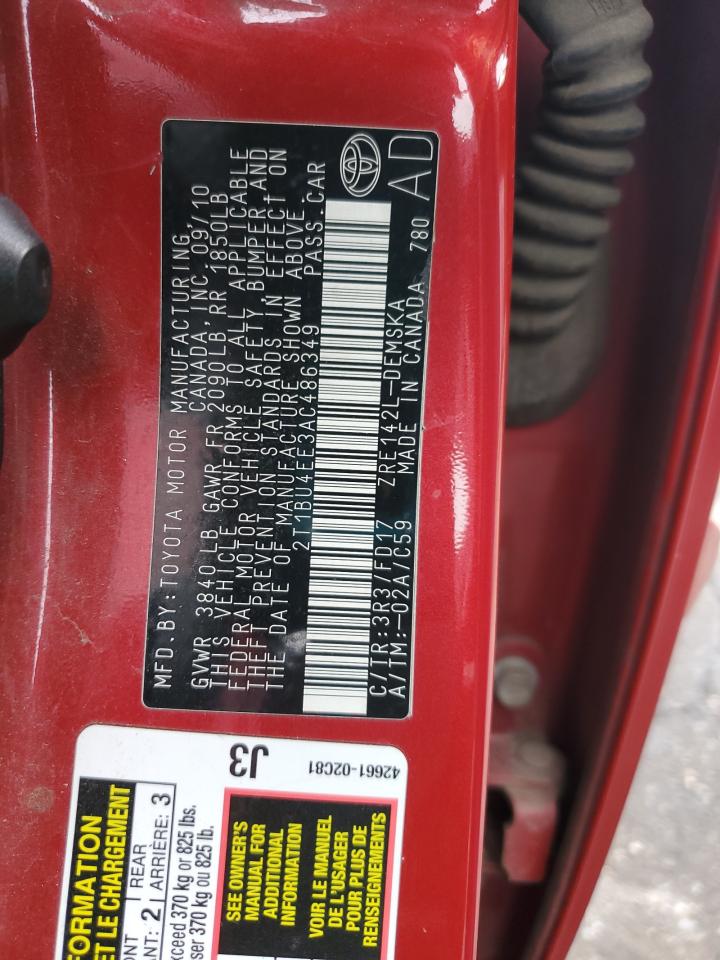 MFD.BY:TOYOTA MOTOR MANUFACTURING
CANADA, INC. 09/10
GVWR 3840LB GAWR FR 2090LB, RR 1850LB
THIS VEHICLE CONFORMS TO ALL APPLICABLE
FEDERAL MOTOR VEHICLE SAFETY, BUMPER, AND
THEFT PREVENTION STANDARDS IN EFFECT ON
THE DATE OF MANUFACTURE SHOWN ABOVE.
2T1BU4EE3AC486349 PASS.CAR
C/TR:3R3/FD17 ZRE142L-DEMSKA
A/TM:-02A/C59 MADE IN CANADA 780 AD
J3
42661-02C81
FORMATION
ET LE CHARGEMENT
REAR
ANT: 2 ARRIÈRE: 3
xceed 370 kg or 825 lbs.
ser 370 kg ou 825 lb.
SEE OWNER'S
MANUAL FOR
ADDITIONAL
INFORMATION
VOIR LE MANUEL
DE L'USAGER
POUR PLUS DE
RENSEIGNEMENTS